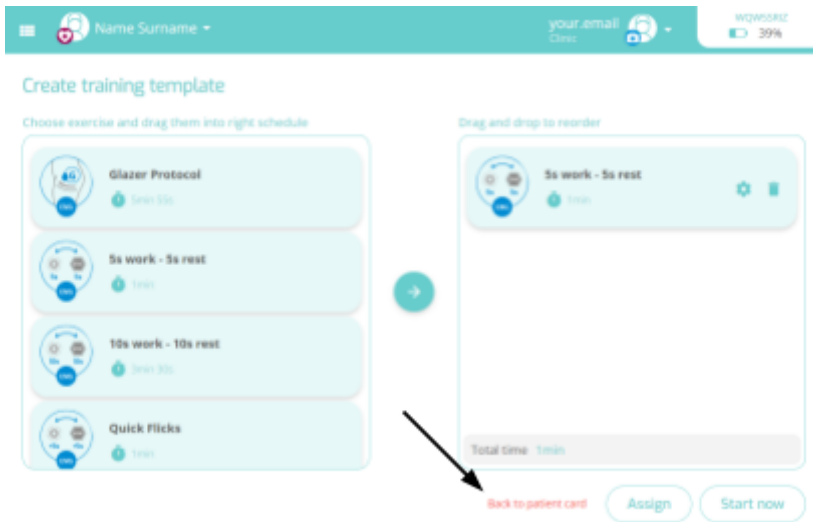 Name Surname
your.email
Clinic
39%
Create training template
Choose exercise and drag them into right schedule
Drag and drop to reorder
Glazer Protocol
5min 55s
5s work - 5s rest
1min
10s work - 10s rest
3min 30s
Quick Flicks
1min
5s work - 5s rest
1min
Total time 1min
Back to patient card
Assign
Start now